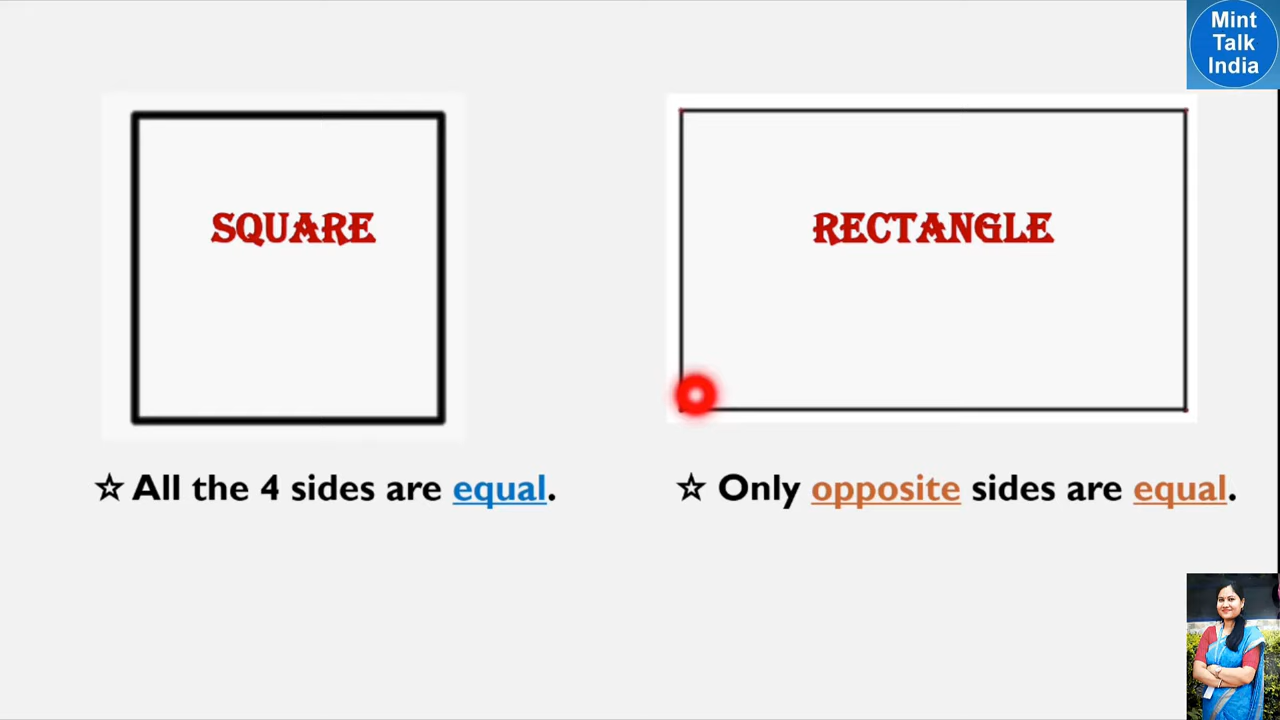 Mint
Talk
India
SQUARE
RECTANGLE
☆ All the 4 sides are equal.
☆ Only opposite sides are equal.